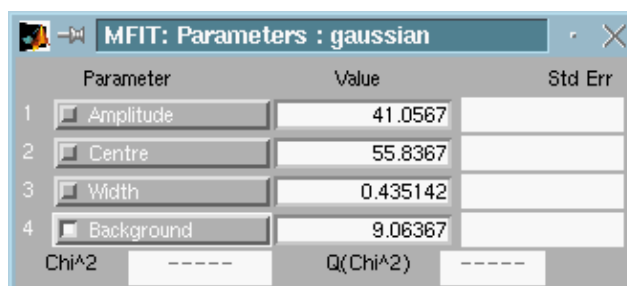 MFIT: Parameters : gaussian
Parameter Value Std Err
1 Amplitude 41.0567
2 Centre 55.8367
3 Width 0.435142
4 Background 9.06367
Chi^2 ----- Q(Chi^2) -----